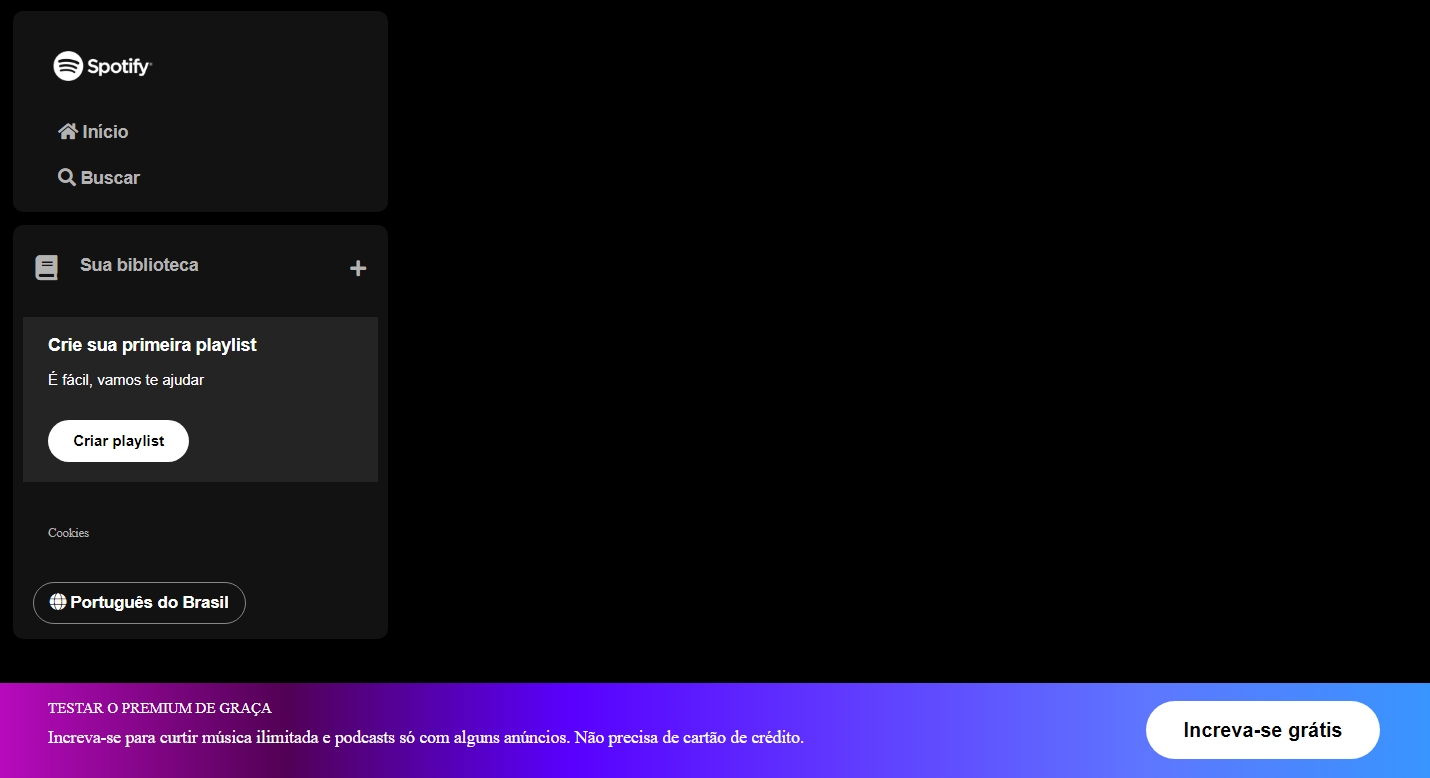 Spotify
Início
Buscar
Sua biblioteca
Crie sua primeira playlist
É fácil, vamos te ajudar
Criar playlist
Cookies
Português do Brasil
TESTAR O PREMIUM DE GRAÇA
Increva-se para curtir música ilimitada e podcasts só com alguns anúncios. Não precisa de cartão de crédito.
Increva-se grátis